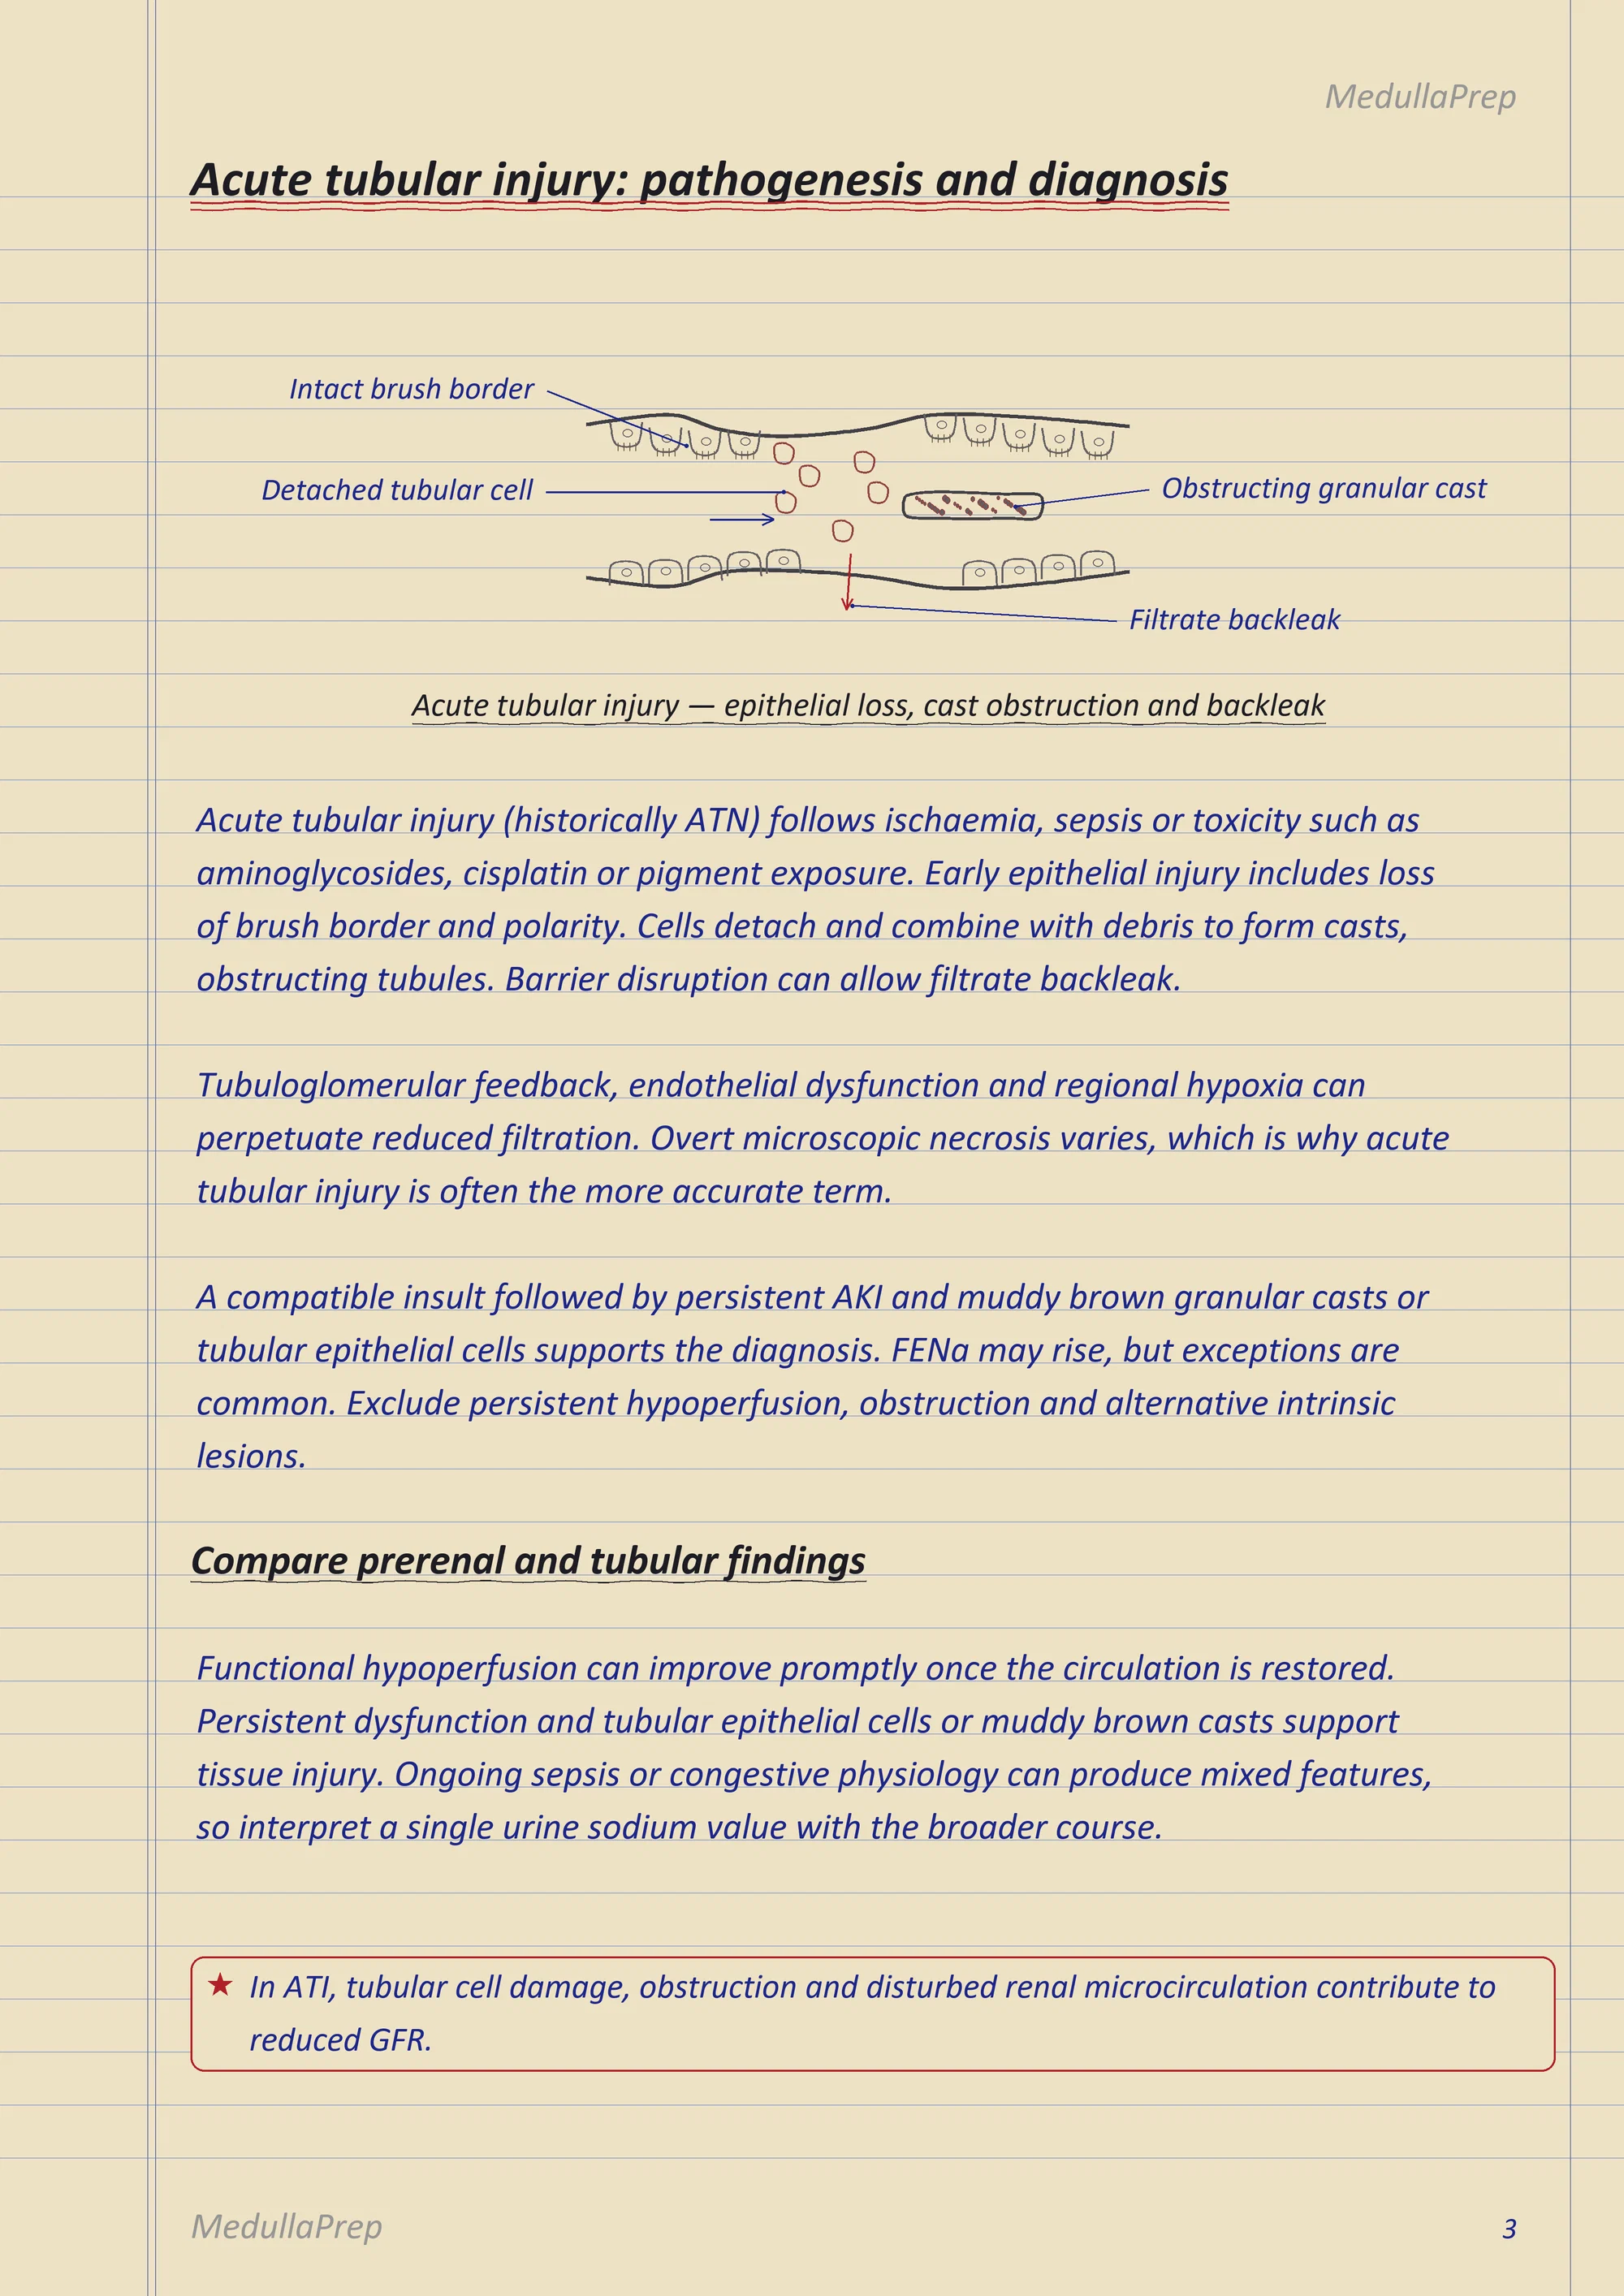 MedullaPrep
Acute tubular injury: pathogenesis and diagnosis
Intact brush border
Detached tubular cell
Obstructing granular cast
Filtrate backleak
Acute tubular injury — epithelial loss, cast obstruction and backleak
Acute tubular injury (historically ATN) follows ischaemia, sepsis or toxicity such as
aminoglycosides, cisplatin or pigment exposure. Early epithelial injury includes loss
of brush border and polarity. Cells detach and combine with debris to form casts,
obstructing tubules. Barrier disruption can allow filtrate backleak.
Tubuloglomerular feedback, endothelial dysfunction and regional hypoxia can
perpetuate reduced filtration. Overt microscopic necrosis varies, which is why acute
tubular injury is often the more accurate term.
A compatible insult followed by persistent AKI and muddy brown granular casts or
tubular epithelial cells supports the diagnosis. FENa may rise, but exceptions are
common. Exclude persistent hypoperfusion, obstruction and alternative intrinsic
lesions.
Compare prerenal and tubular findings
Functional hypoperfusion can improve promptly once the circulation is restored.
Persistent dysfunction and tubular epithelial cells or muddy brown casts support
tissue injury. Ongoing sepsis or congestive physiology can produce mixed features,
so interpret a single urine sodium value with the broader course.
★ In ATI, tubular cell damage, obstruction and disturbed renal microcirculation contribute to
reduced GFR.
MedullaPrep
3